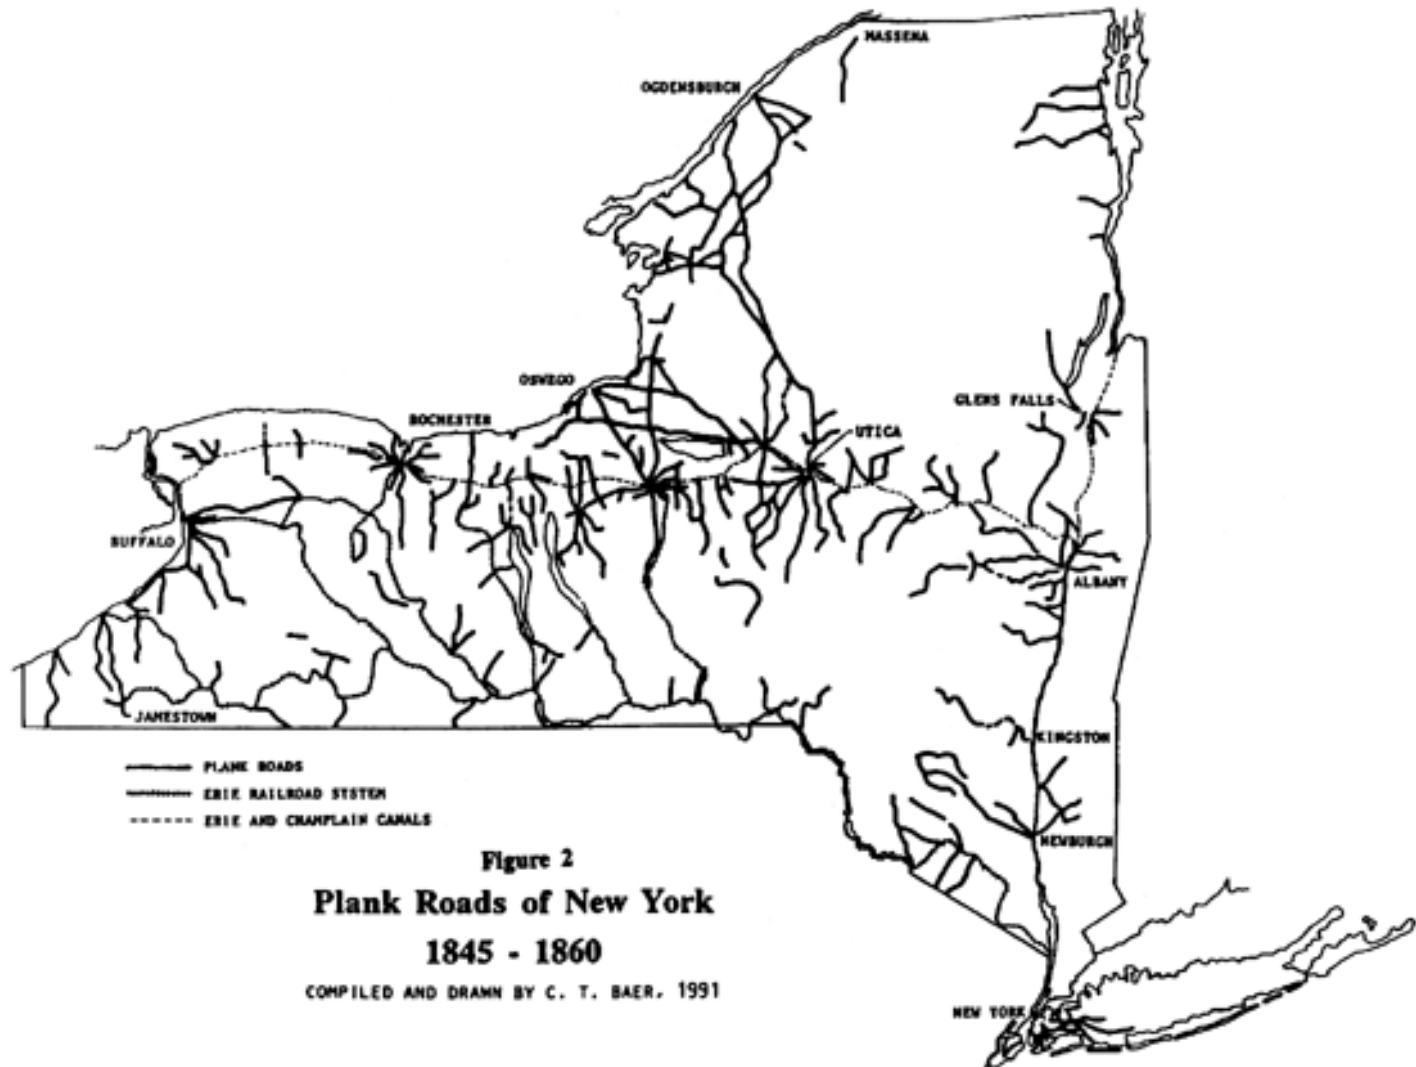 MASSENA
OGDENSBURGH
OSWEGO
ROCHESTER
GLENS FALLS
UTICA
BUFFALO
ALBANY
JAMESTOWN
KINGSTON
PLANK ROADS
ERIE RAILROAD SYSTEM
ERIE AND CHAMPLAIN CANALS
NEWBURGH
Figure 2
Plank Roads of New York
1845 - 1860
COMPILED AND DRAWN BY C. T. BAER, 1991
NEW YORK